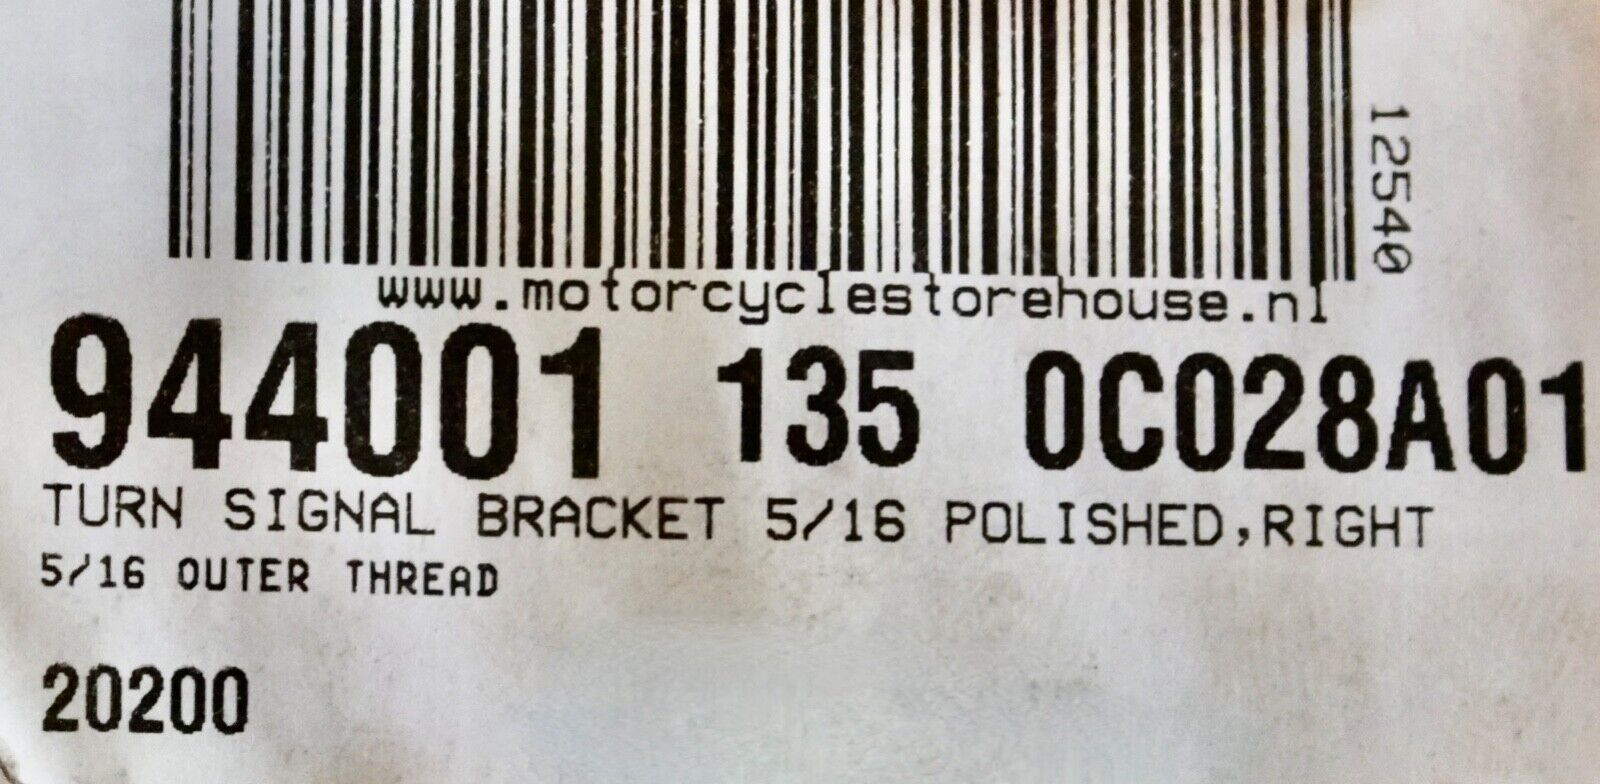 12540
www.motorcyclestorehouse.nl
944001 135 0C028A01
TURN SIGNAL BRACKET 5/16 POLISHED,RIGHT
5/16 OUTER THREAD
20200